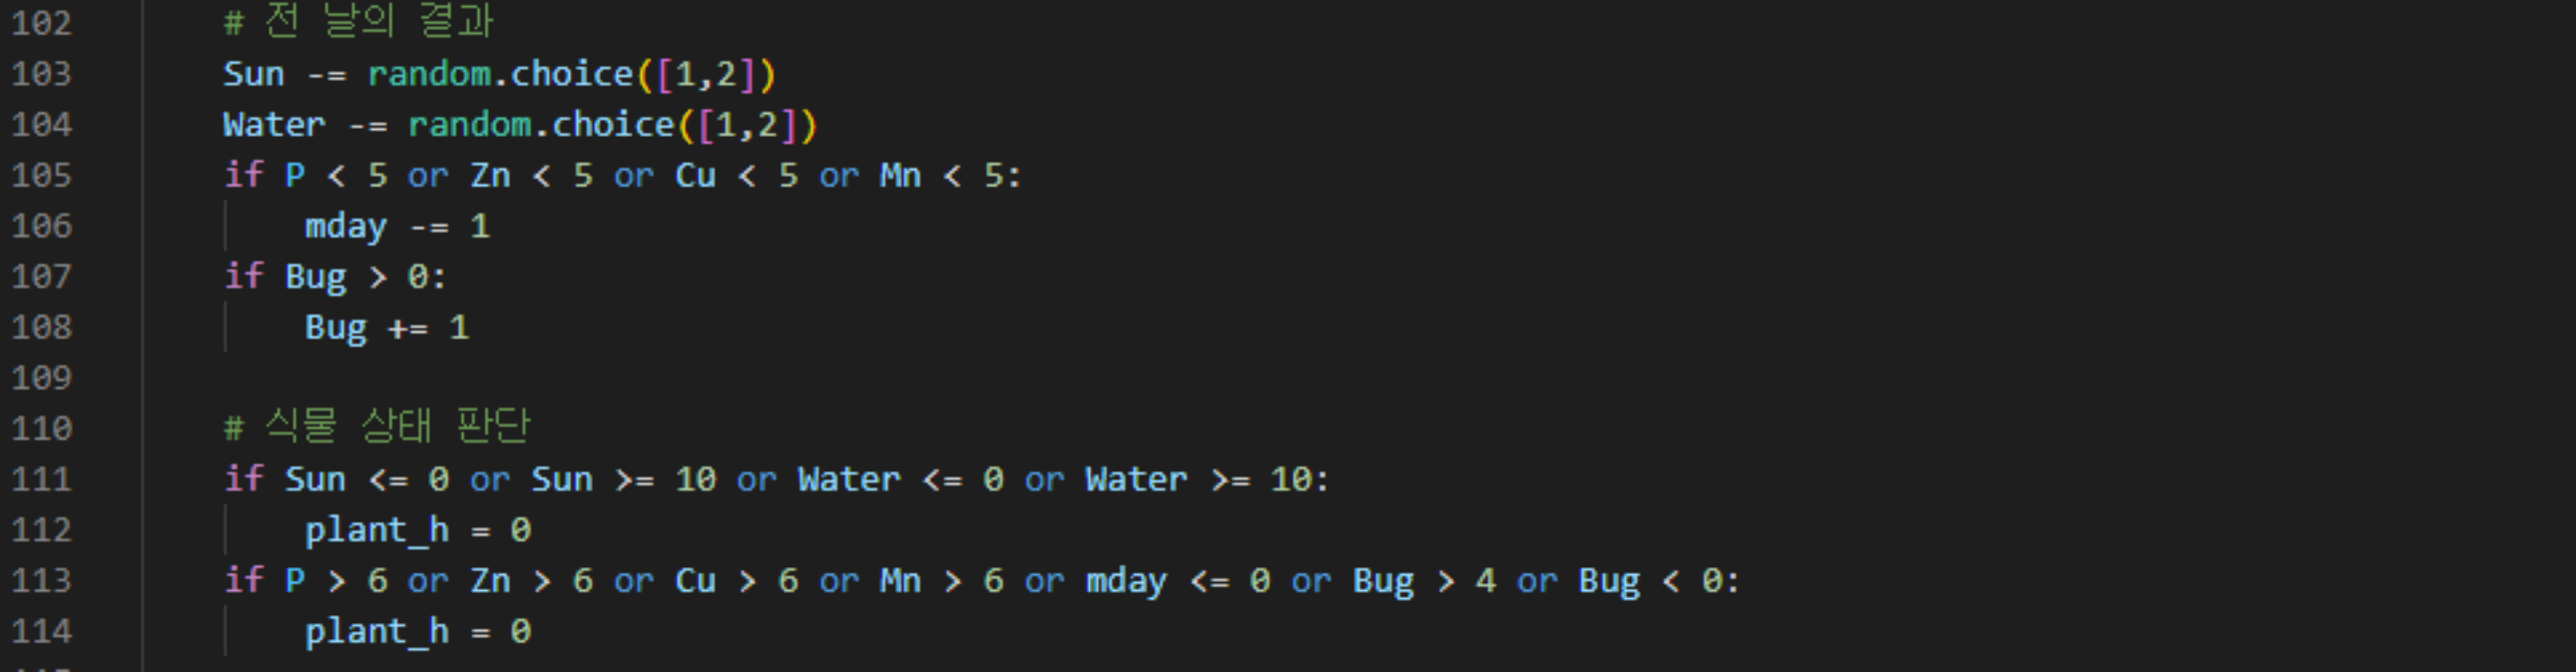 102 # 전 날의 결과
103 Sun -= random.choice([1,2])
104 Water -= random.choice([1,2])
105 if P < 5 or Zn < 5 or Cu < 5 or Mn < 5:
106 mday -= 1
107 if Bug > 0:
108 Bug += 1
109
110 # 식물 상태 판단
111 if Sun <= 0 or Sun >= 10 or Water <= 0 or Water >= 10:
112 plant_h = 0
113 if P > 6 or Zn > 6 or Cu > 6 or Mn > 6 or mday <= 0 or Bug > 4 or Bug < 0:
114 plant_h = 0